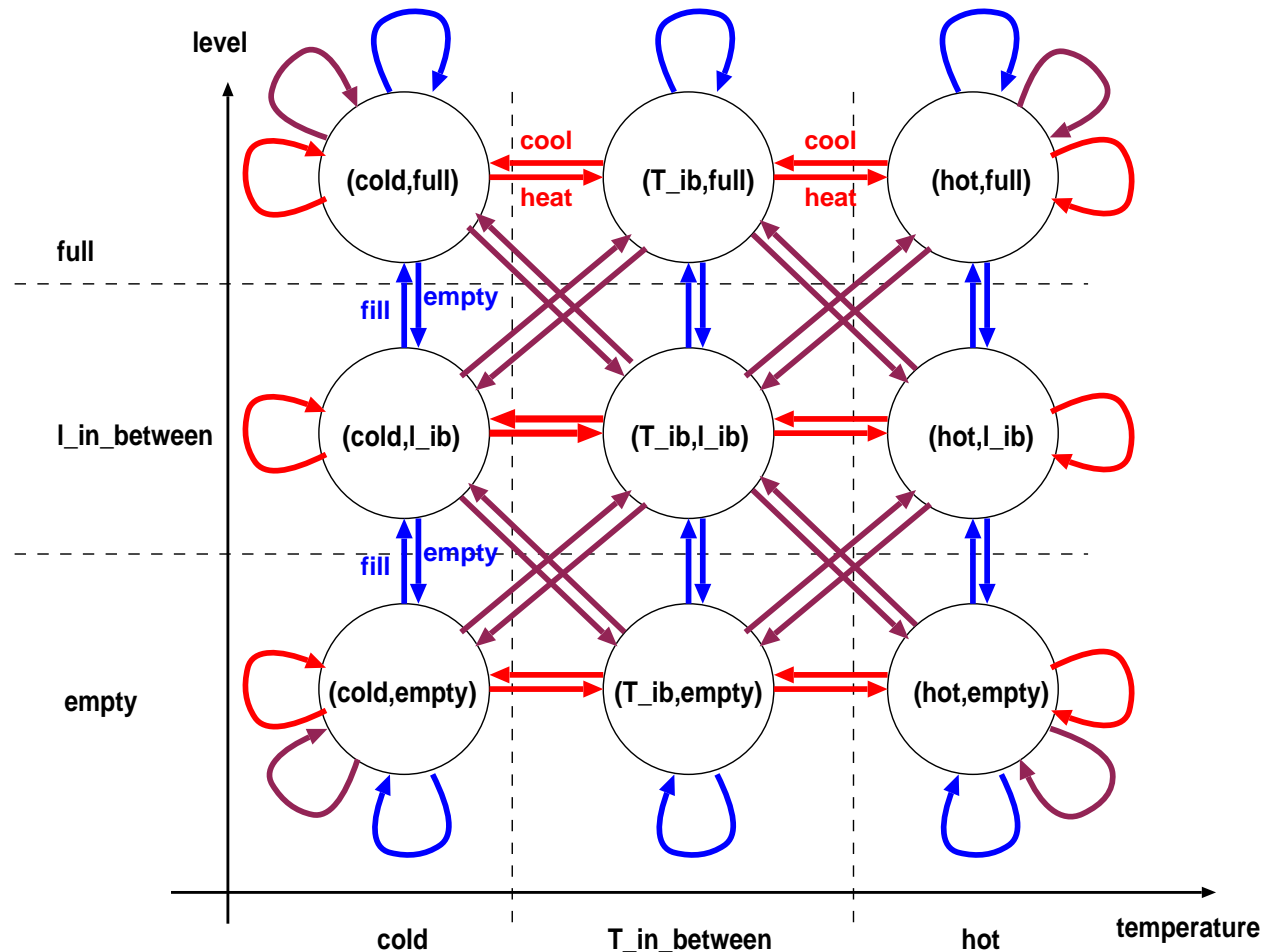 level
cool
cool
(cold,full)
(T_ib,full)
(hot,full)
heat
heat
full
fill
empty
l_in_between
(cold,l_ib)
(T_ib,l_ib)
(hot,l_ib)
fill
empty
empty
(cold,empty)
(T_ib,empty)
(hot,empty)
temperature
cold
T_in_between
hot